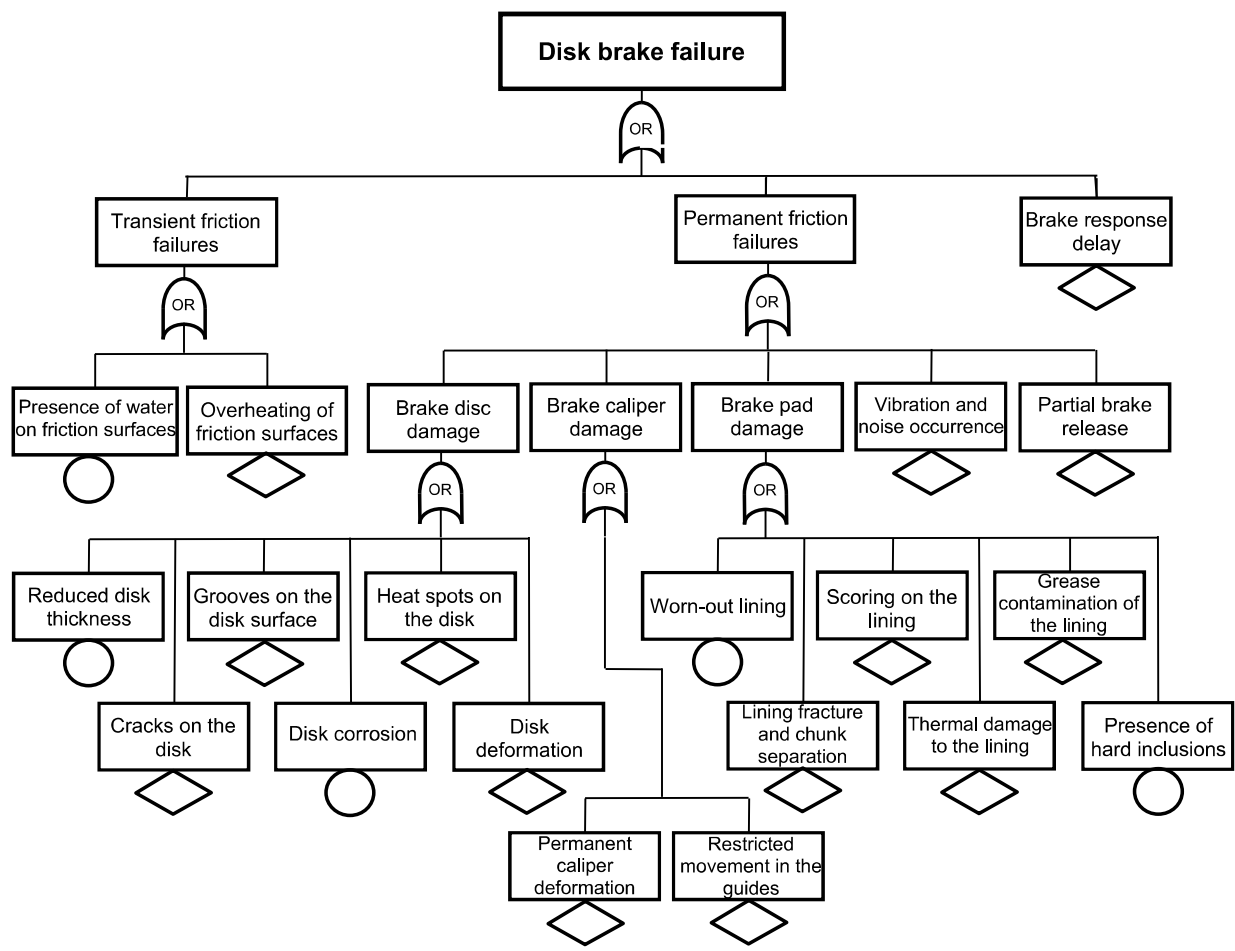 Disk brake failure
OR
Transient friction
failures
Permanent friction
failures
Brake response
delay
OR
OR
Presence of water
on friction surfaces
Overheating of
friction surfaces
Brake disc
damage
Brake caliper
damage
Brake pad
damage
Vibration and
noise occurrence
Partial brake
release
OR
OR
OR
Reduced disk
thickness
Grooves on the
disk surface
Heat spots on
the disk
Worn-out lining
Scoring on the
lining
Grease
contamination of
the lining
Cracks on the
disk
Disk corrosion
Disk
deformation
Lining fracture
and chunk
separation
Thermal damage
to the lining
Presence of
hard inclusions
Permanent
caliper
deformation
Restricted
movement in the
guides